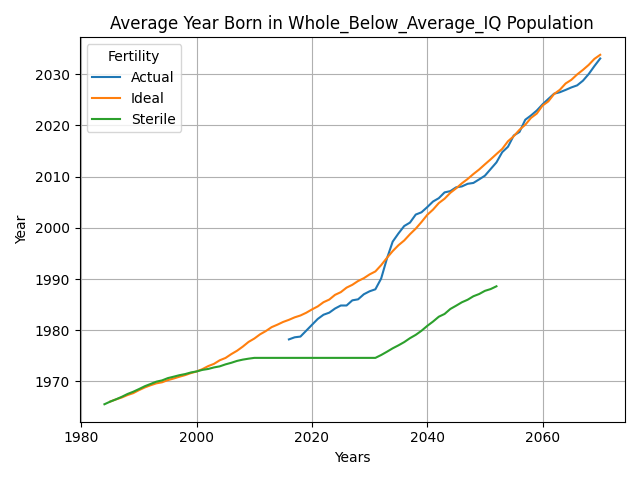 Average Year Born in Whole_Below_Average_IQ Population
Fertility
Actual
Ideal
Sterile
2030
2020
2010
2000
1990
1980
1970
Year
1980
2000
2020
2040
2060
Years